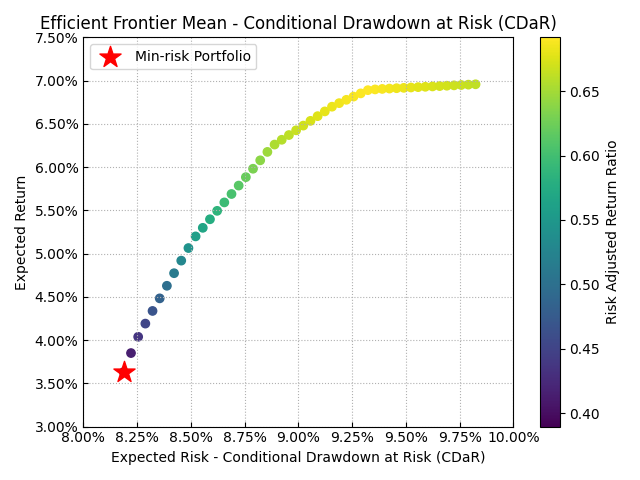 Efficient Frontier Mean - Conditional Drawdown at Risk (CDaR)
Min-risk Portfolio
7.50%
7.00%
6.50%
6.00%
5.50%
5.00%
4.50%
4.00%
3.50%
3.00%
Expected Return
8.00% 8.25% 8.50% 8.75% 9.00% 9.25% 9.50% 9.75% 10.00%
Expected Risk - Conditional Drawdown at Risk (CDaR)
0.65
0.60
0.55
0.50
0.45
0.40
Risk Adjusted Return Ratio